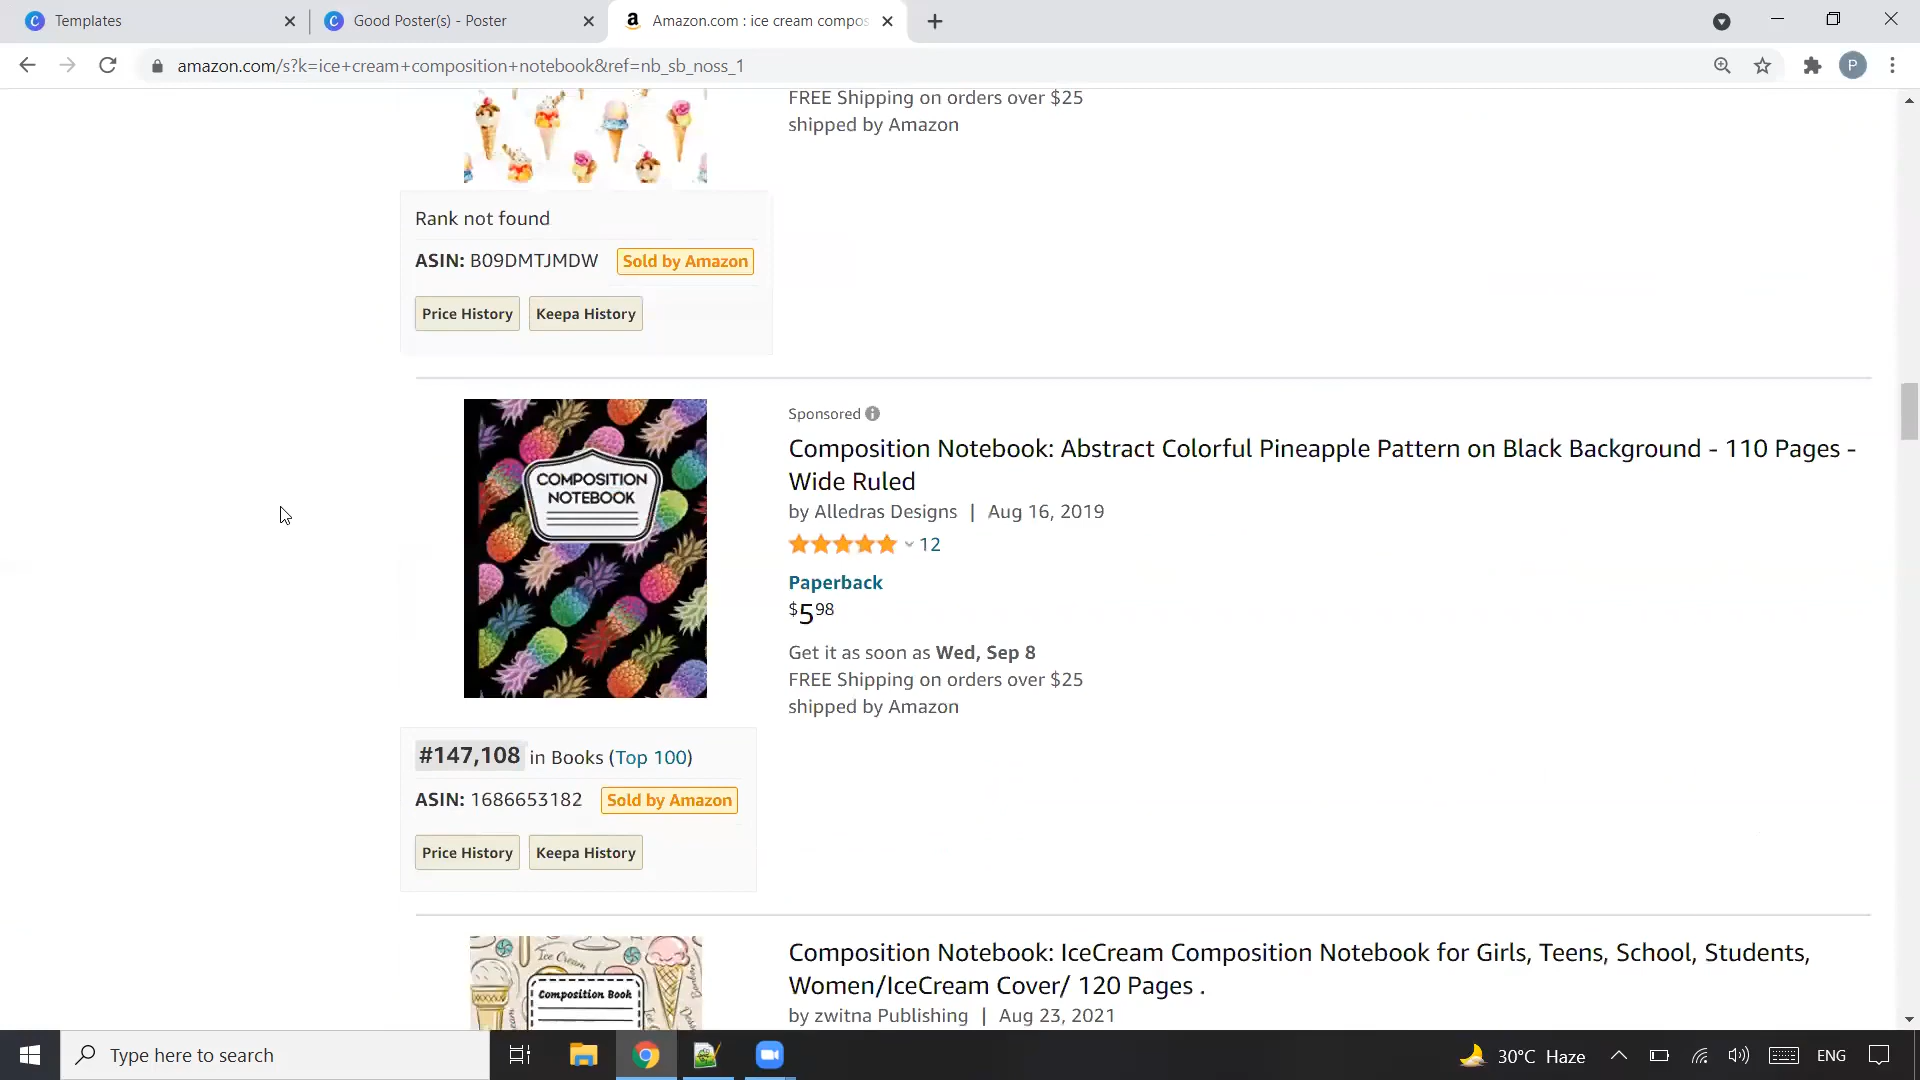 Templates
Good Poster(s) - Poster
Amazon.com : ice cream compos
amazon.com/s?k=ice+cream+composition+notebook&ref=nb_sb_noss_1
P
FREE Shipping on orders over $25
shipped by Amazon
Rank not found
ASIN: B09DMTJMDW Sold by Amazon
Price History Keepa History
COMPOSITION
NOTEBOOK
Sponsored
Composition Notebook: Abstract Colorful Pineapple Pattern on Black Background - 110 Pages -
Wide Ruled
by Alledras Designs | Aug 16, 2019
12
Paperback
$598
Get it as soon as Wed, Sep 8
FREE Shipping on orders over $25
shipped by Amazon
#147,108 in Books (Top 100)
ASIN: 1686653182 Sold by Amazon
Price History Keepa History
Ice Cream
Composition Book
Composition Notebook: IceCream Composition Notebook for Girls, Teens, School, Students,
Women/IceCream Cover/ 120 Pages .
by zwitna Publishing | Aug 23, 2021
Type here to search
30°C Haze
ENG